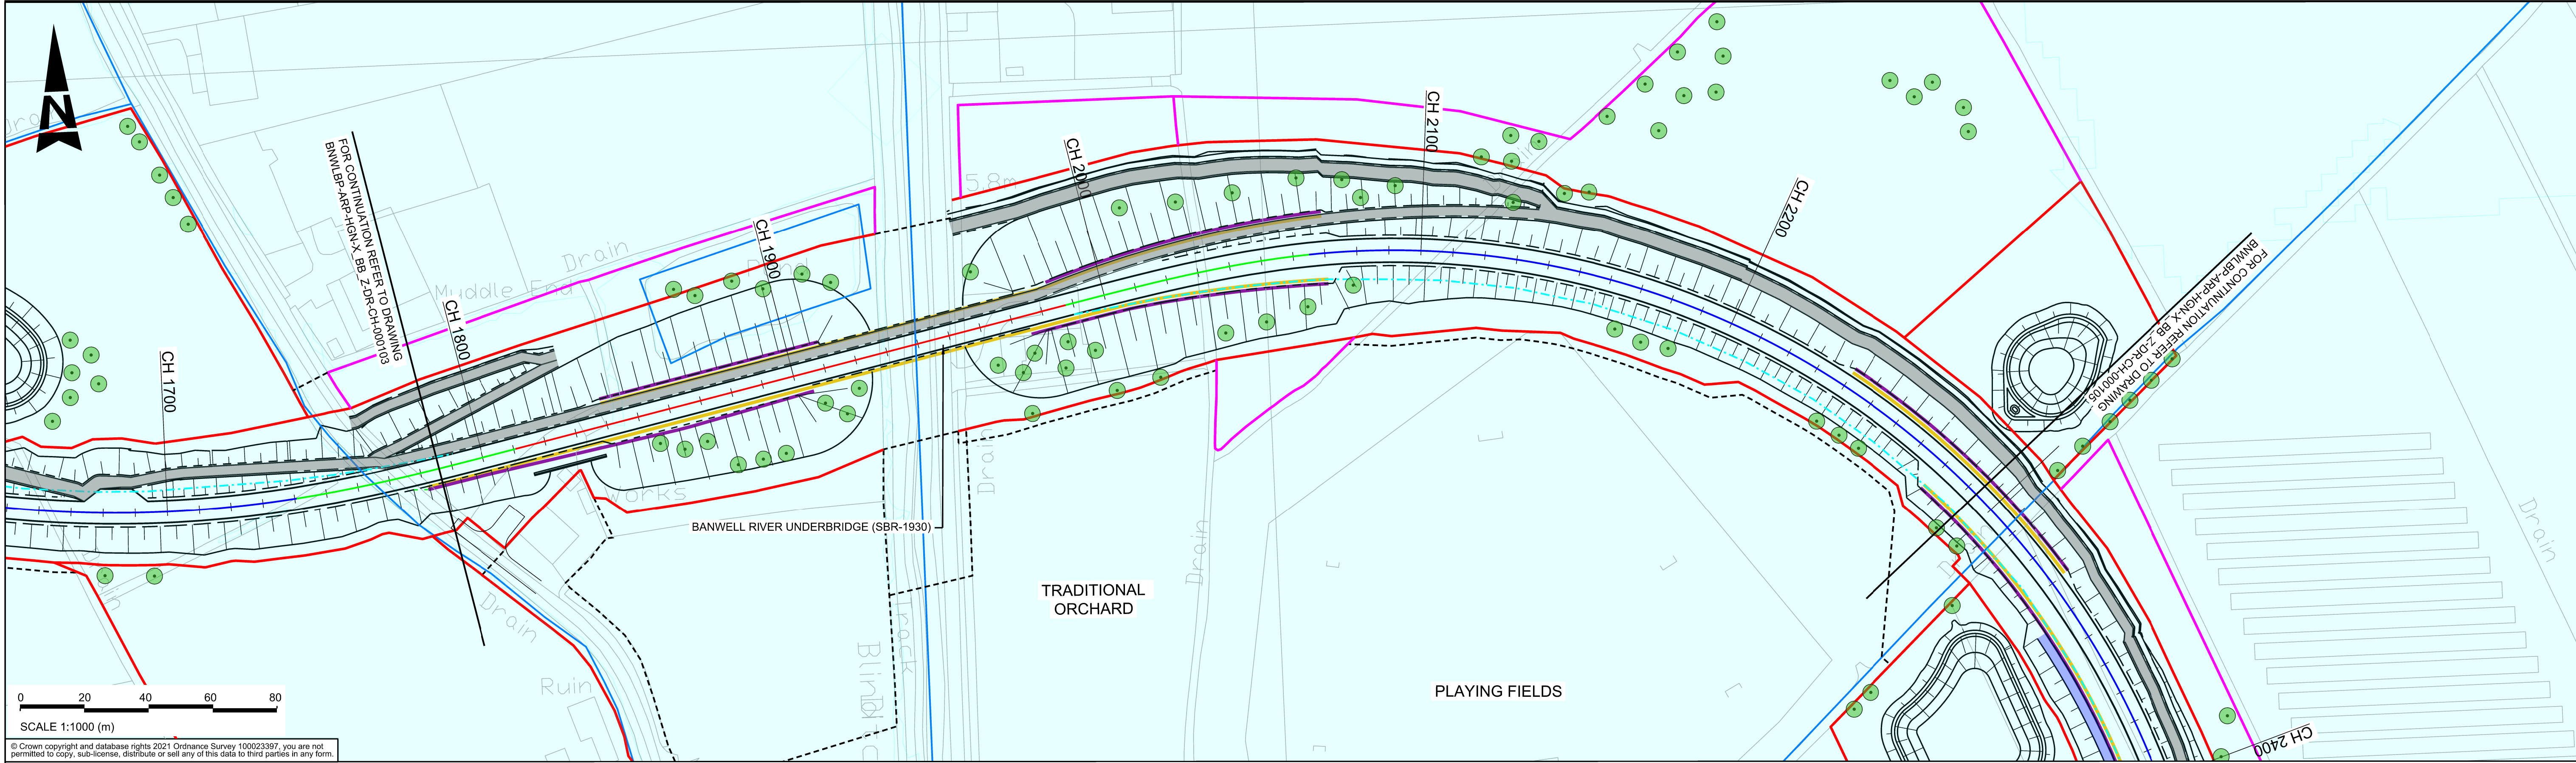 N
Drain
FOR CONTINUATION REFER TO DRAWING
BNWLBP-ARP-HGN-X_BB_Z-DR-CH-000103
CH 1700
CH 1800
Muddle End
Drain
CH 1900
Pond
5.8m
CH 2000
CH 2100
CH 2200
FOR CONTINUATION REFER TO DRAWING
BNWLBP-ARP-HGN-X_BB_Z-DR-CH-000105
Works
BANWELL RIVER UNDERBRIDGE (SBR-1930)
Drain
Drain
Drain
Drain
Track
TRADITIONAL
ORCHARD
PLAYING FIELDS
Ruin
CH 2400
0 20 40 60 80
SCALE 1:1000 (m)
© Crown copyright and database rights 2021 Ordnance Survey 100023397, you are not
permitted to copy, sub-license, distribute or sell any of this data to third parties in any form.